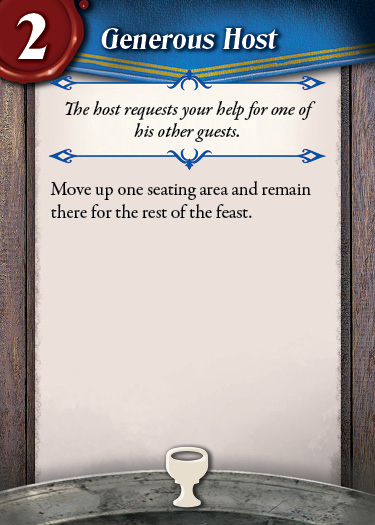 2
Generous Host
The host requests your help for one of
his other guests.
Move up one seating area and remain
there for the rest of the feast.